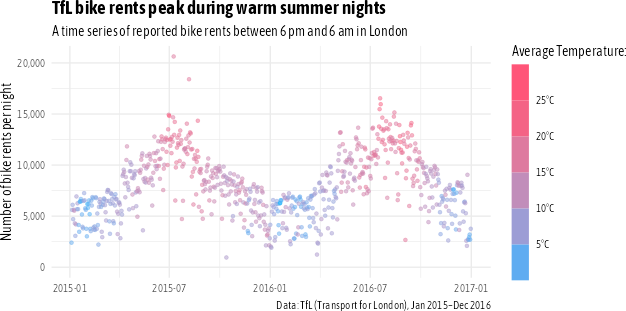 TfL bike rents peak during warm summer nights
A time series of reported bike rents between 6 pm and 6 am in London
Average Temperature:
Number of bike rents per night
20,000
15,000
10,000
5,000
0
25°C
20°C
15°C
10°C
5°C
2015-01
2015-07
2016-01
2016-07
2017-01
Data: TfL (Transport for London), Jan 2015–Dec 2016